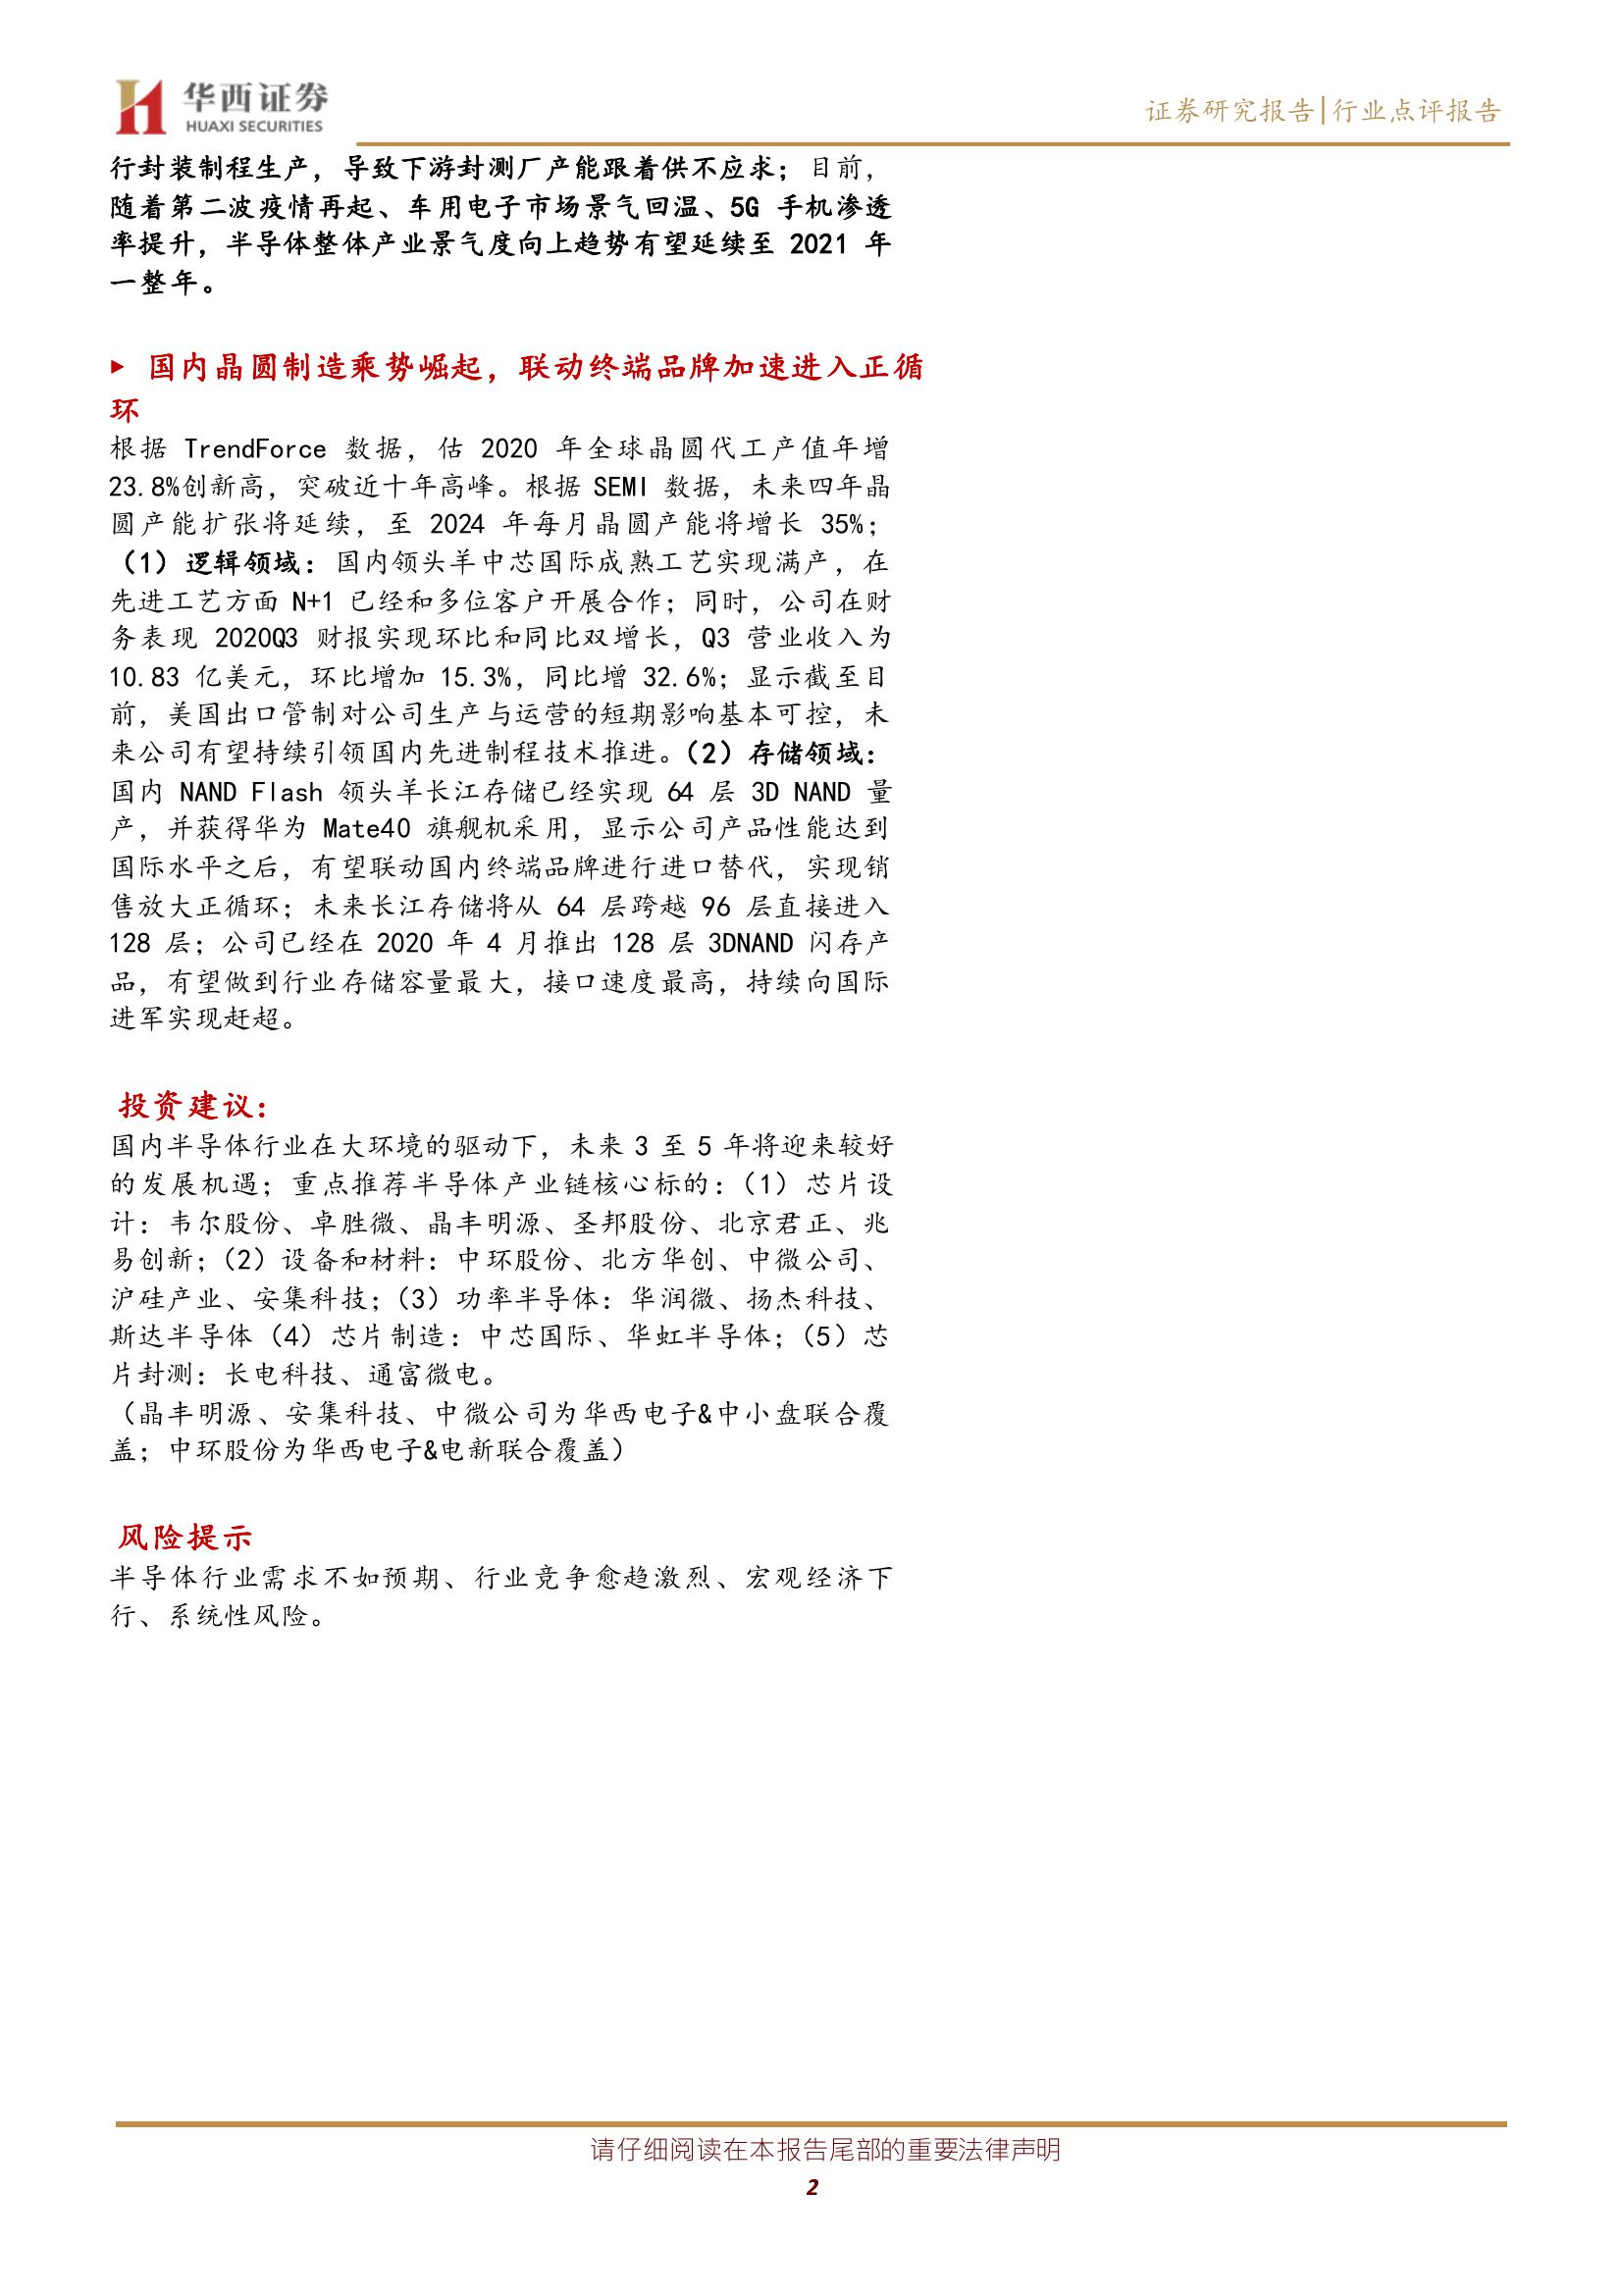 华西证券
HUAXI SECURITIES
证券研究报告|行业点评报告
行封装制程生产，导致下游封测厂产能跟着供不应求；目前，
随着第二波疫情再起、车用电子市场景气回温、5G 手机渗透
率提升，半导体整体产业景气度向上趋势有望延续至 2021 年
一整年。
▶ 国内晶圆制造乘势崛起，联动终端品牌加速进入正循
环
根据 TrendForce 数据，估 2020 年全球晶圆代工产值年增
23.8%创新高，突破近十年高峰。根据 SEMI 数据，未来四年晶
圆产能扩张将延续，至 2024 年每月晶圆产能将增长 35%；
（1）逻辑领域：国内领头羊中芯国际成熟工艺实现满产，在
先进工艺方面 N+1 已经和多位客户开展合作；同时，公司在财
务表现 2020Q3 财报实现环比和同比双增长，Q3 营业收入为
10.83 亿美元，环比增加 15.3%，同比增 32.6%；显示截至目
前，美国出口管制对公司生产与运营的短期影响基本可控，未
来公司有望持续引领国内先进制程技术推进。（2）存储领域：
国内 NAND Flash 领头羊长江存储已经实现 64 层 3D NAND 量
产，并获得华为 Mate40 旗舰机采用，显示公司产品性能达到
国际水平之后，有望联动国内终端品牌进行进口替代，实现销
售放大正循环；未来长江存储将从 64 层跨越 96 层直接进入
128 层；公司已经在 2020 年 4 月推出 128 层 3DNAND 闪存产
品，有望做到行业存储容量最大，接口速度最高，持续向国际
进军实现赶超。
投资建议：
国内半导体行业在大环境的驱动下，未来 3 至 5 年将迎来较好
的发展机遇；重点推荐半导体产业链核心标的：（1）芯片设
计：韦尔股份、卓胜微、晶丰明源、圣邦股份、北京君正、兆
易创新；（2）设备和材料：中环股份、北方华创、中微公司、
沪硅产业、安集科技；（3）功率半导体：华润微、扬杰科技、
斯达半导体（4）芯片制造：中芯国际、华虹半导体；（5）芯
片封测：长电科技、通富微电。
（晶丰明源、安集科技、中微公司为华西电子&中小盘联合覆
盖；中环股份为华西电子&电新联合覆盖）
风险提示
半导体行业需求不如预期、行业竞争愈趋激烈、宏观经济下
行、系统性风险。
请仔细阅读在本报告尾部的重要法律声明
2